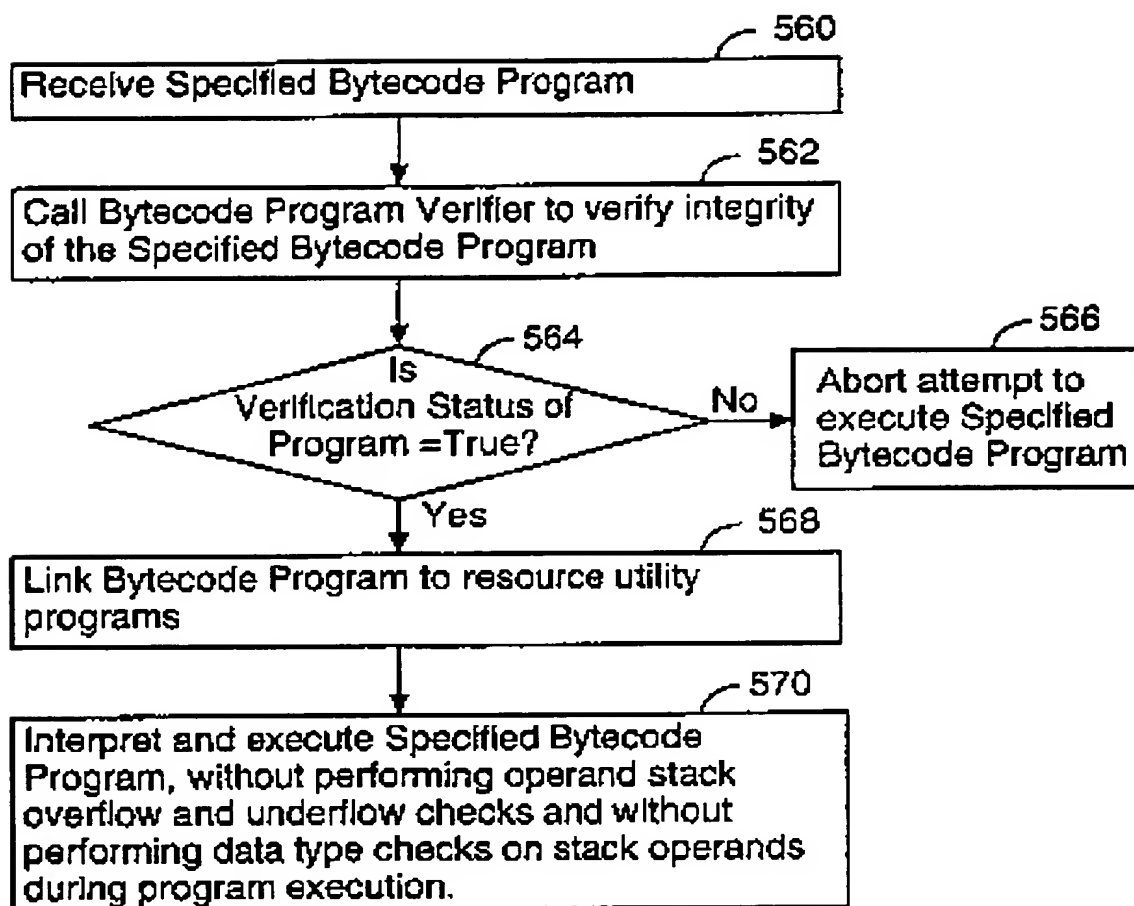 560
Receive Specified Bytecode Program
562
Call Bytecode Program Verifier to verify integrity
of the Specified Bytecode Program
564
Is
Verification Status of
Program =True?
No
566
Abort attempt to
execute Specified
Bytecode Program
Yes
568
Link Bytecode Program to resource utility
programs
570
Interpret and execute Specified Bytecode
Program, without performing operand stack
overflow and underflow checks and without
performing data type checks on stack operands
during program execution.